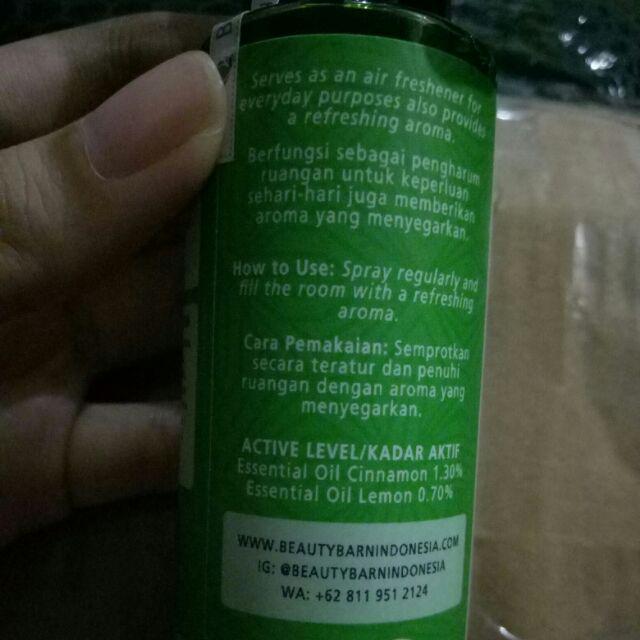 Serves as an air freshener for
everyday purposes also provides
a refreshing aroma.
Berfungsi sebagai pengharum
ruangan untuk keperluan
sehari-hari juga memberikan
aroma yang menyegarkan.
How to Use: Spray regularly and
fill the room with a refreshing
aroma.
Cara Pemakaian: Semprotkan
secara teratur dan penuhi
ruangan dengan aroma yang
menyegarkan.
ACTIVE LEVEL/KADAR AKTIF
Essential Oil Cinnamon 1.30%
Essential Oil Lemon 0.70%
WWW.BEAUTYBARNINDONESIA.COM
IG: @BEAUTYBARNINDONESIA
WA: +62 811 951 2124